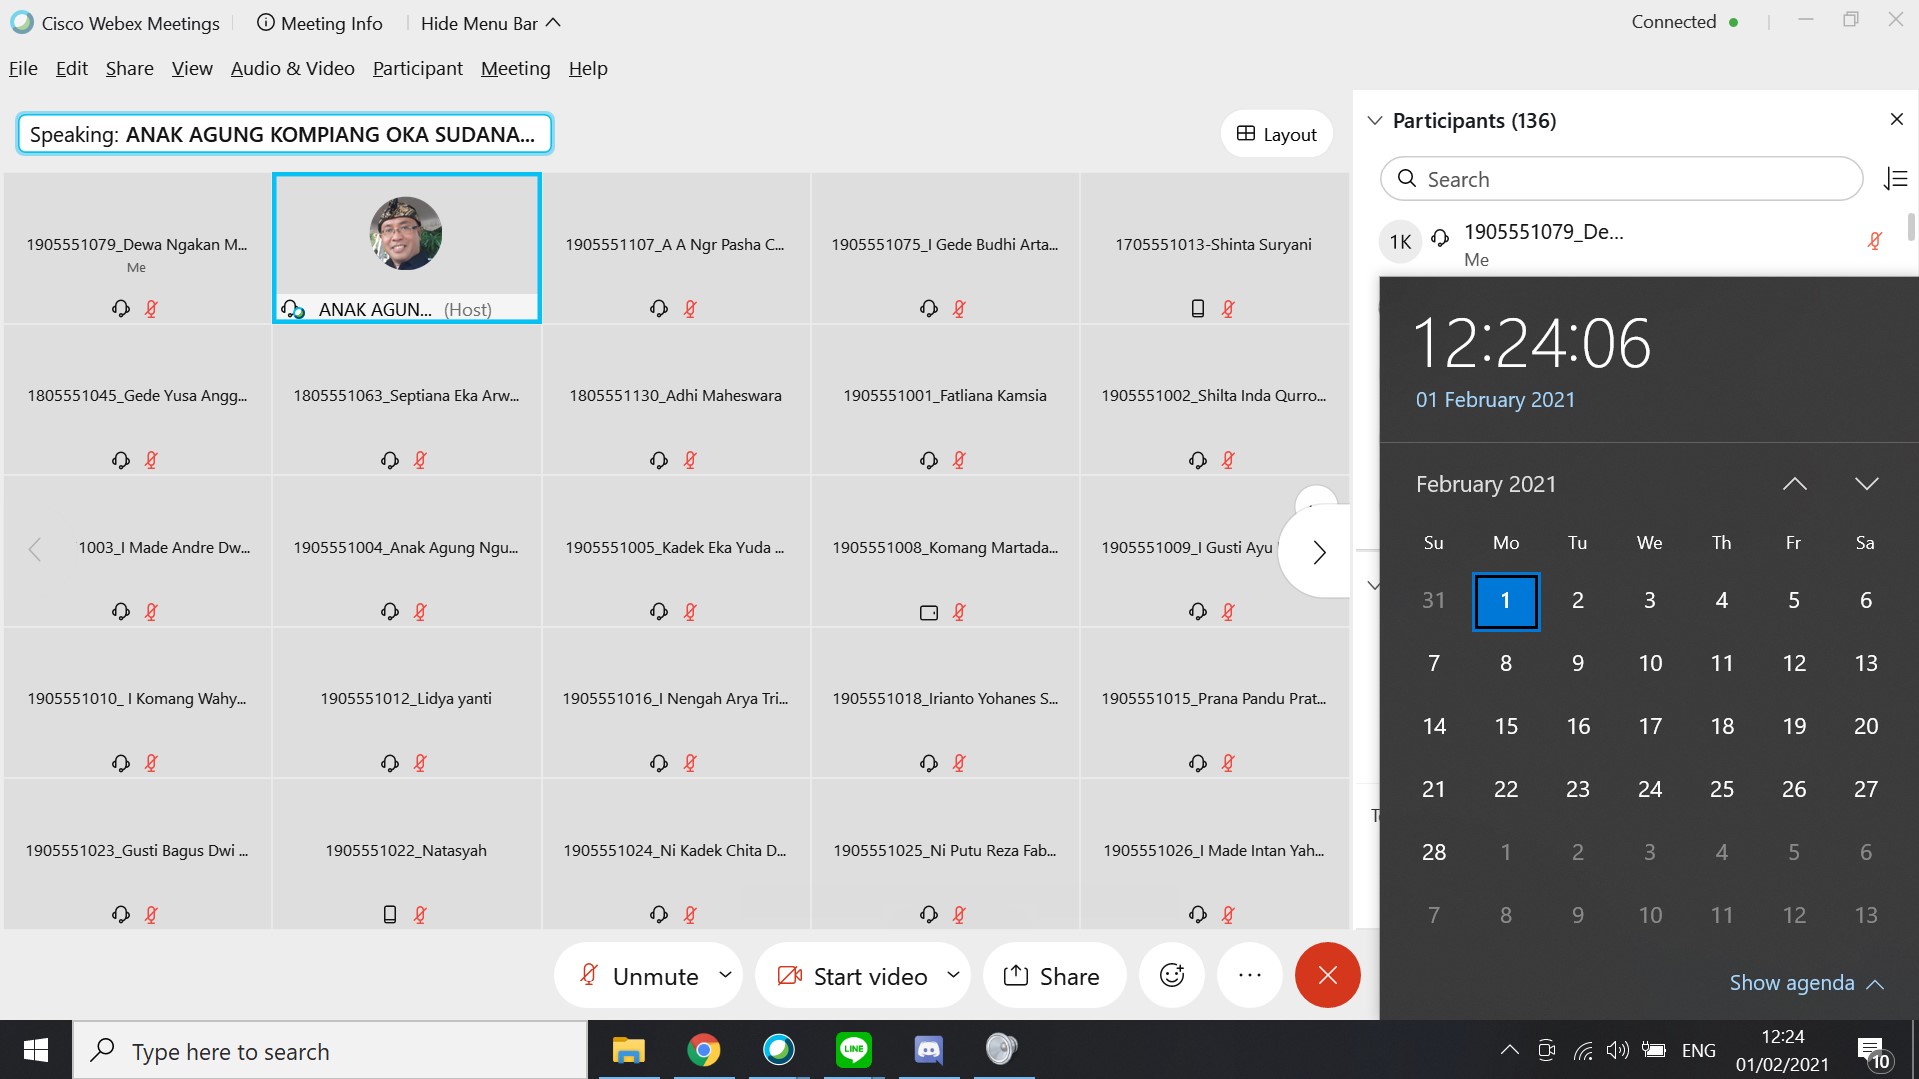 Cisco Webex Meetings Meeting Info Hide Menu Bar Connected
File Edit Share View Audio & Video Participant Meeting Help
Speaking: ANAK AGUNG KOMPIANG OKA SUDANA...
Layout
1905551079_Dewa Ngakan M...
Me
ANAK AGUN... (Host)
1905551107_A A Ngr Pasha C...
1905551075_I Gede Budhi Arta...
1705551013-Shinta Suryani
1805551045_Gede Yusa Angg...
1805551063_Septiana Eka Arw...
1805551130_Adhi Maheswara
1905551001_Fatliana Kamsia
1905551002_Shilta Inda Qurro...
1003_I Made Andre Dw...
1905551004_Anak Agung Ngu...
1905551005_Kadek Eka Yuda ...
1905551008_Komang Martada...
1905551009_I Gusti Ayu
1905551010_ I Komang Wahy...
1905551012_Lidya yanti
1905551016_I Nengah Arya Tri...
1905551018_Irianto Yohanes S...
1905551015_Prana Pandu Prat...
1905551023_Gusti Bagus Dwi ...
1905551022_Natasyah
1905551024_Ni Kadek Chita D...
1905551025_Ni Putu Reza Fab...
1905551026_I Made Intan Yah...
Unmute Start video Share
Participants (136)
Search
1K 1905551079_De...
Me
12:24:06
01 February 2021
February 2021
Su Mo Tu We Th Fr Sa
31 1 2 3 4 5 6
7 8 9 10 11 12 13
14 15 16 17 18 19 20
21 22 23 24 25 26 27
28 1 2 3 4 5 6
7 8 9 10 11 12 13
Show agenda
Type here to search
LINE
ENG
12:24
01/02/2021
10